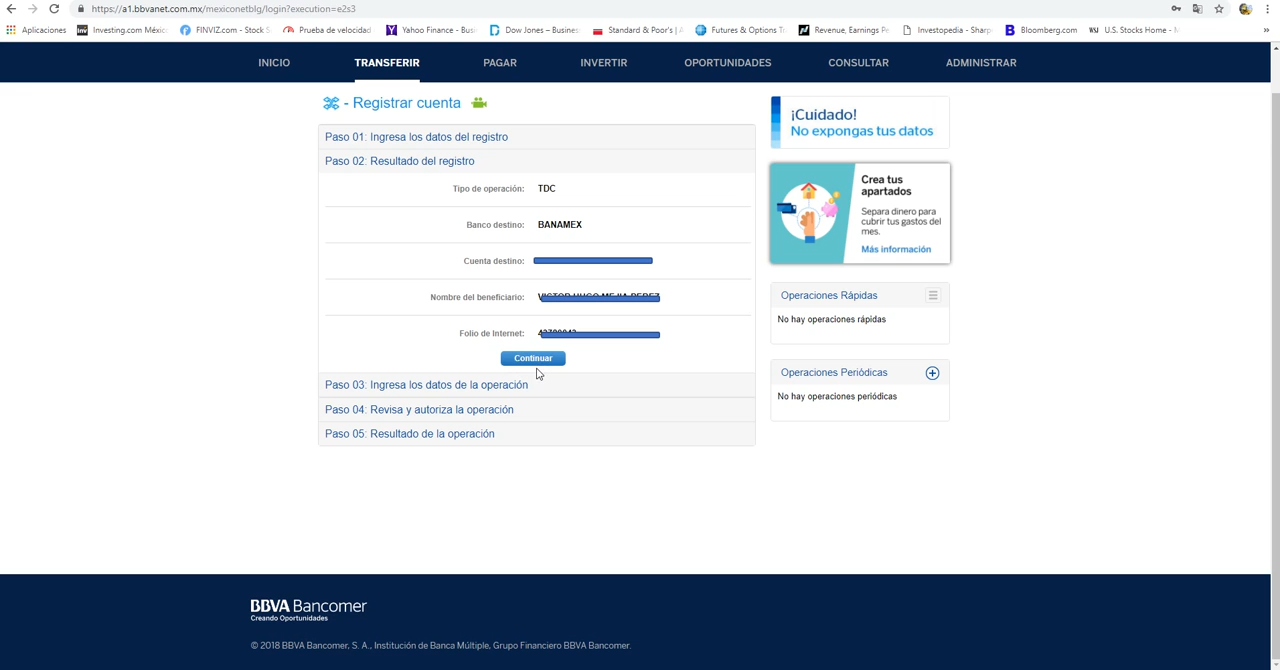 https://a1.bbvanet.com.mx/mexiconetblg/login?execution=e2s3
Aplicaciones
Investing.com Méxic
FINVIZ.com - Stock S
Prueba de velocidad
Yahoo Finance - Busi
Dow Jones – Busines
Standard & Poor's | A
Futures & Options Tr
Revenue, Earnings Pe
Investopedia - Sharp
Bloomberg.com
WSJ U.S. Stocks Home - M
»
INICIO
TRANSFERIR
PAGAR
INVERTIR
OPORTUNIDADES
CONSULTAR
ADMINISTRAR
- Registrar cuenta
Paso 01: Ingresa los datos del registro
Paso 02: Resultado del registro
Tipo de operación: TDC
Banco destino: BANAMEX
Cuenta destino:
Nombre del beneficiario:
Folio de Internet:
Continuar
Paso 03: Ingresa los datos de la operación
Paso 04: Revisa y autoriza la operación
Paso 05: Resultado de la operación
¡Cuidado!
No expongas tus datos
Crea tus
apartados
Separa dinero para
cubrir tus gastos del
mes.
Más información
Operaciones Rápidas
No hay operaciones rápidas
Operaciones Periódicas
No hay operaciones periódicas
BBVA Bancomer
Creando Oportunidades
© 2018 BBVA Bancomer, S. A., Institución de Banca Múltiple, Grupo Financiero BBVA Bancomer.